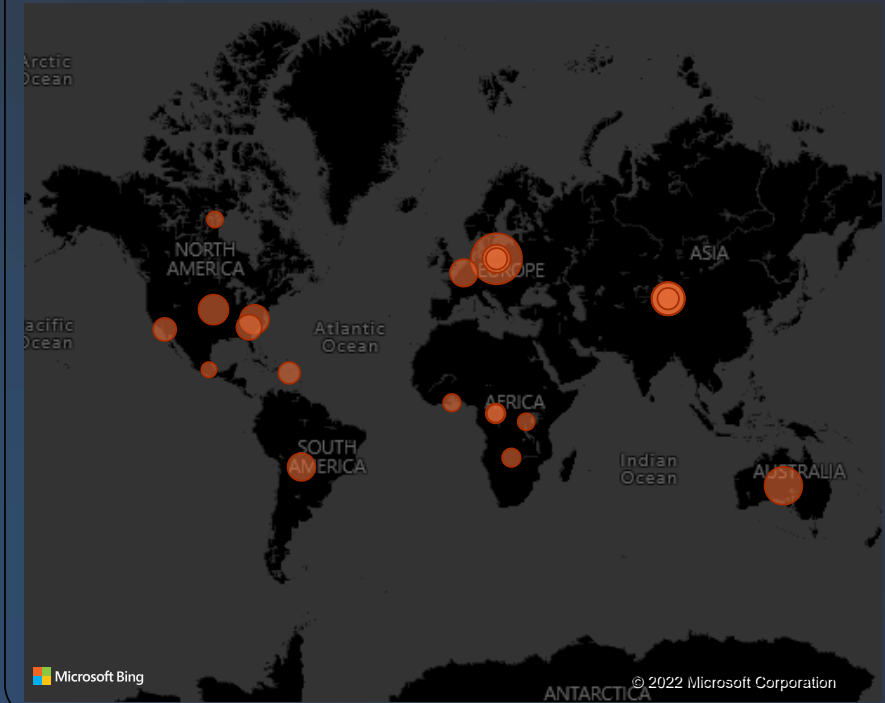 Arctic
Ocean
NORTH
AMERICA
EUROPE
ASIA
Pacific
Ocean
Atlantic
Ocean
AFRICA
SOUTH
AMERICA
Indian
Ocean
AUSTRALIA
Microsoft Bing
© 2022 Microsoft Corporation
ANTARCTICA